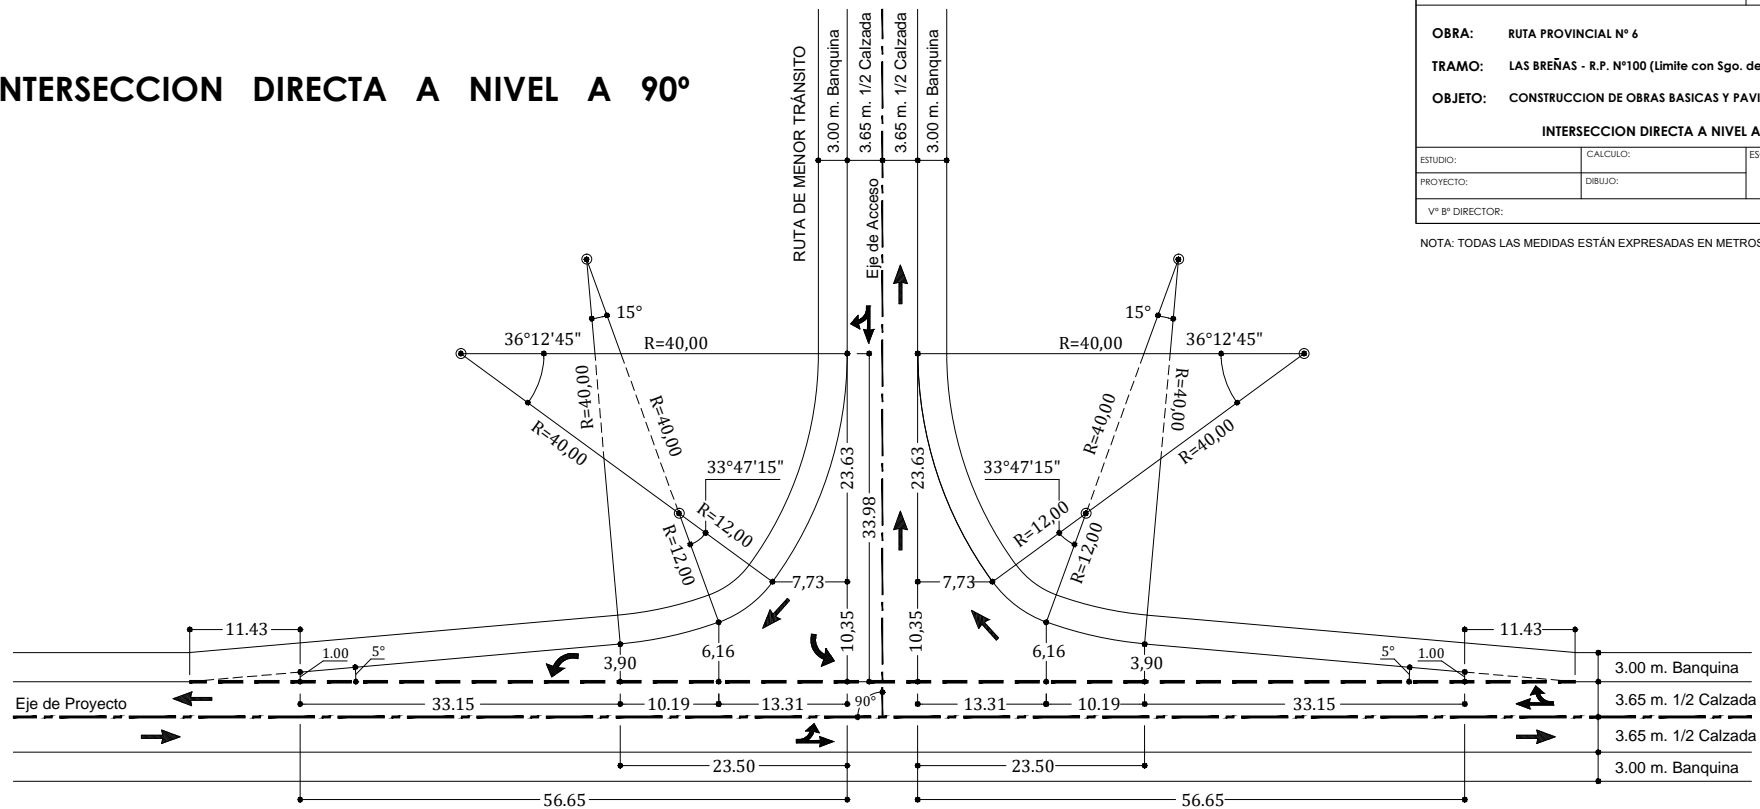 NTERSECCION DIRECTA A NIVEL A 90º
OBRA: RUTA PROVINCIAL Nº 6
TRAMO: LAS BREÑAS - R.P. Nº100 (Limite con Sgo. de
OBJETO: CONSTRUCCION DE OBRAS BASICAS Y PAVI
INTERSECCION DIRECTA A NIVEL A
ESTUDIO:
CALCULO:
ES
PROYECTO:
DIBUJO:
Vº Bº DIRECTOR:
NOTA: TODAS LAS MEDIDAS ESTÁN EXPRESADAS EN METROS
RUTA DE MENOR TRÁNSITO
3.00 m. Banquina
3.65 m. 1/2 Calzada
3.65 m. 1/2 Calzada
3.00 m. Banquina
Eje de Acceso
15°
36°12'45"
R=40,00
R=40,00
R=40,00
R=40,00
33°47'15"
R=12,00
R=12,00
7,73
23.63
33.98
10,35
6,16
3,90
11.43
1.00
5°
15°
36°12'45"
R=40,00
R=40,00
R=40,00
R=40,00
33°47'15"
R=12,00
R=12,00
7,73
23.63
10,35
6,16
3,90
11.43
5°
1.00
Eje de Proyecto
33.15
10.19
13.31
90°
13.31
10.19
33.15
23.50
23.50
56.65
56.65
3.00 m. Banquina
3.65 m. 1/2 Calzada
3.65 m. 1/2 Calzada
3.00 m. Banquina